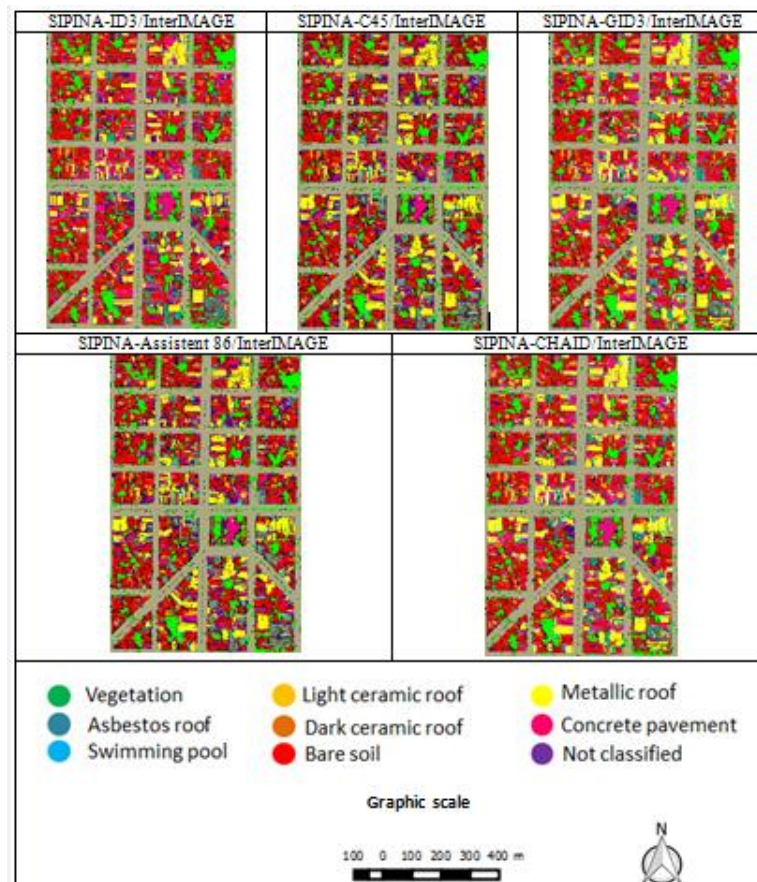 SIPINA-ID3/InterIMAGE SIPINA-C45/InterIMAGE SIPINA-GID3/InterIMAGE
SIPINA-Assistent 86/InterIMAGE SIPINA-CHAID/InterIMAGE
Vegetation Light ceramic roof Metallic roof
Asbestos roof Dark ceramic roof Concrete pavement
Swimming pool Bare soil Not classified
Graphic scale
N
100 0 100 200 300 400 m